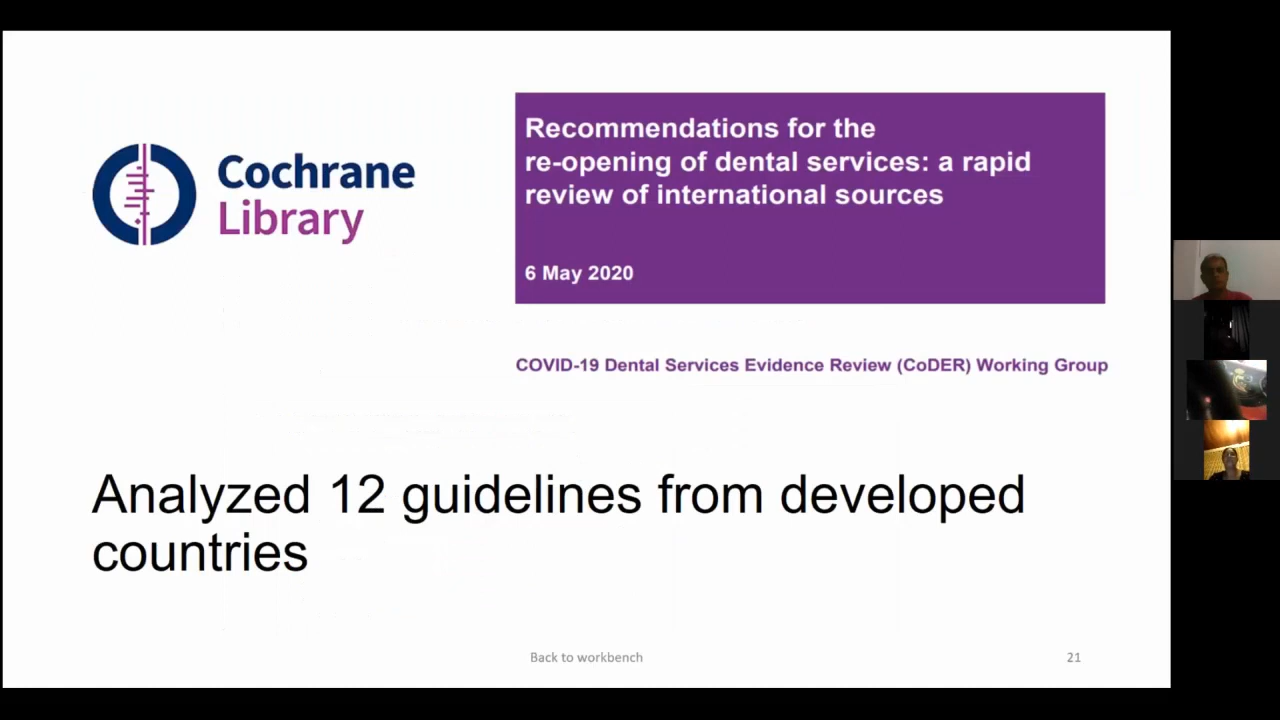 Cochrane
Library
Recommendations for the
re-opening of dental services: a rapid
review of international sources
6 May 2020
COVID-19 Dental Services Evidence Review (CoDER) Working Group
Analyzed 12 guidelines from developed
countries
Back to workbench
21